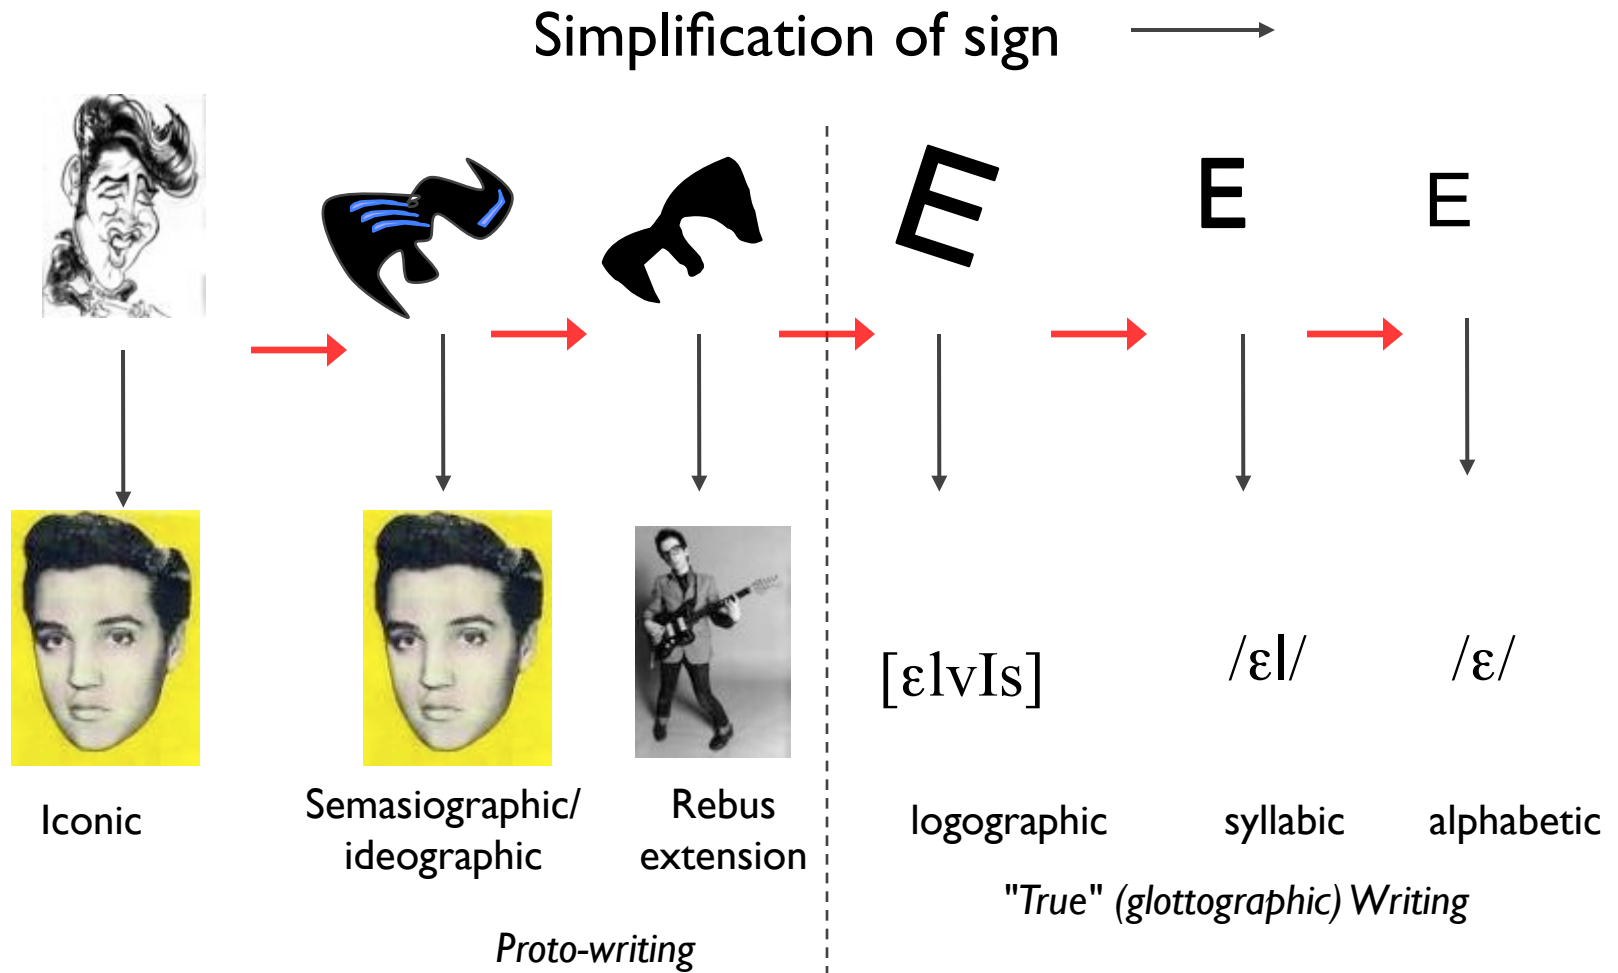 Simplification of sign
E E E
[ɛlvIs] /ɛl/ /ɛ/
Iconic
Semasiographic/
ideographic
Rebus
extension
logographic
syllabic
alphabetic
"True" (glottographic) Writing
Proto-writing